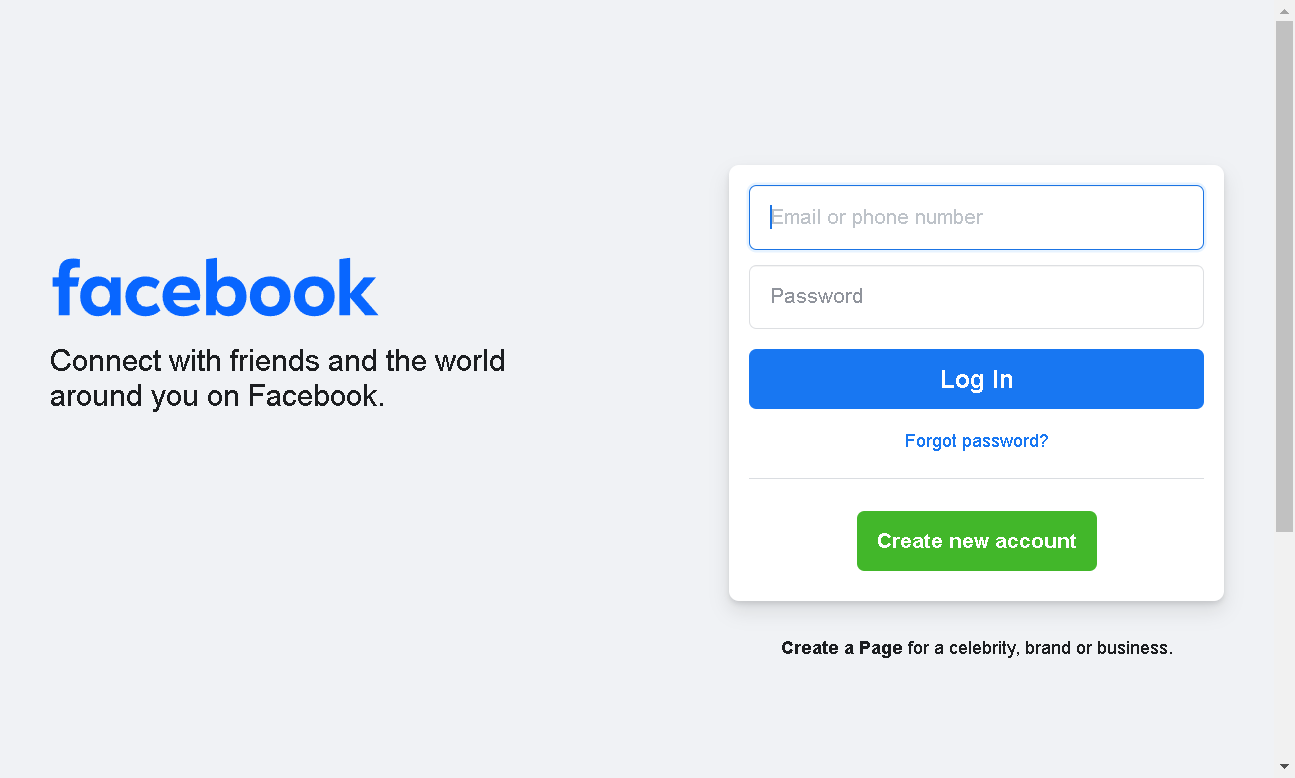 facebook
Connect with friends and the world
around you on Facebook.
Email or phone number
Password
Log In
Forgot password?
Create new account
Create a Page for a celebrity, brand or business.